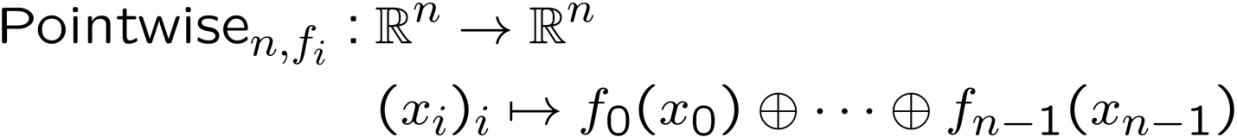 Pointwise_{n,f_i} : ℝ^n → ℝ^n
(x_i)_i ↦ f_0(x_0) ⊕ ⋯ ⊕ f_{n−1}(x_{n−1})